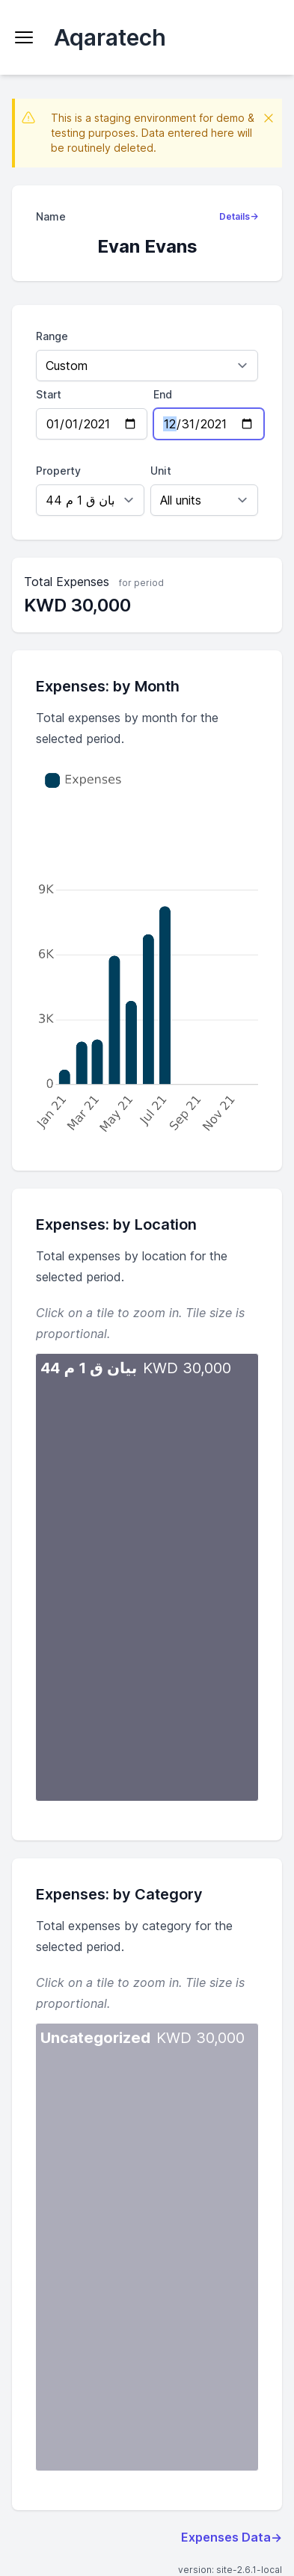 Aqaratech
This is a staging environment for demo &
testing purposes. Data entered here will
be routinely deleted.
Name
Details→
Evan Evans
Range
Custom
Start
End
01/01/2021
12/31/2021
Property
Unit
بيان ق 1 م 44
All units
Total Expenses for period
KWD 30,000
Expenses: by Month
Total expenses by month for the
selected period.
Expenses
9K
6K
3K
0
Jan 21
Mar 21
May 21
Jul 21
Sep 21
Nov 21
Expenses: by Location
Total expenses by location for the
selected period.
Click on a tile to zoom in. Tile size is
proportional.
بيان ق 1 م 44 KWD 30,000
Expenses: by Category
Total expenses by category for the
selected period.
Click on a tile to zoom in. Tile size is
proportional.
Uncategorized KWD 30,000
Expenses Data→
version: site-2.6.1-local